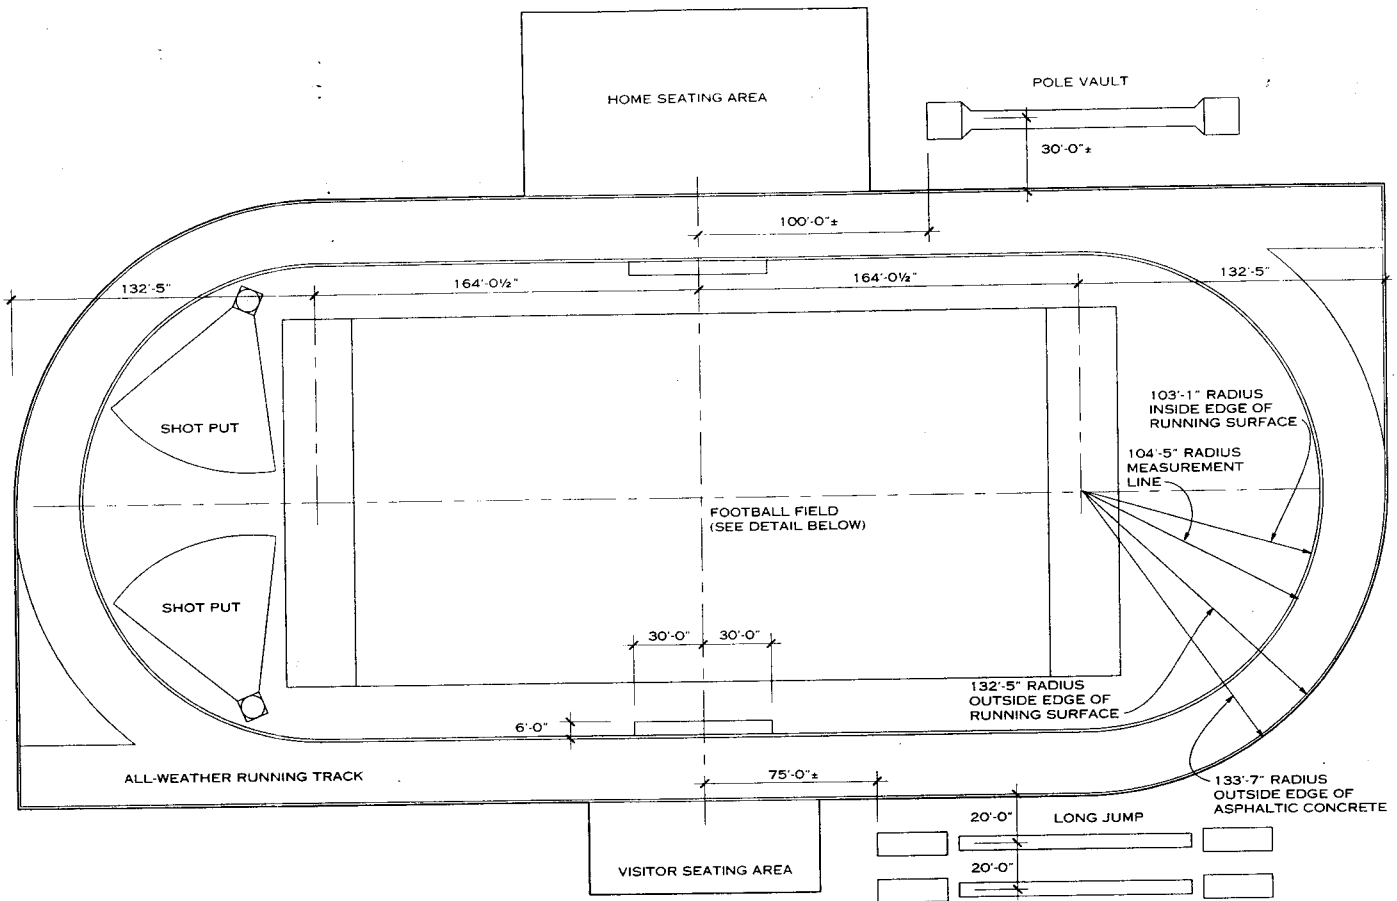 POLE VAULT
HOME SEATING AREA
30'-0"±
100'-0"±
132'-5"
164'-0½"
164'-0½"
132'-5"
103'-1" RADIUS
INSIDE EDGE OF
RUNNING SURFACE
SHOT PUT
104'-5" RADIUS
MEASUREMENT
LINE
FOOTBALL FIELD
(SEE DETAIL BELOW)
SHOT PUT
30'-0"
30'-0"
132'-5" RADIUS
OUTSIDE EDGE OF
RUNNING SURFACE
6'-0"
ALL-WEATHER RUNNING TRACK
75'-0"±
133'-7" RADIUS
OUTSIDE EDGE OF
ASPHALTIC CONCRETE
20'-0"
LONG JUMP
VISITOR SEATING AREA
20'-0"